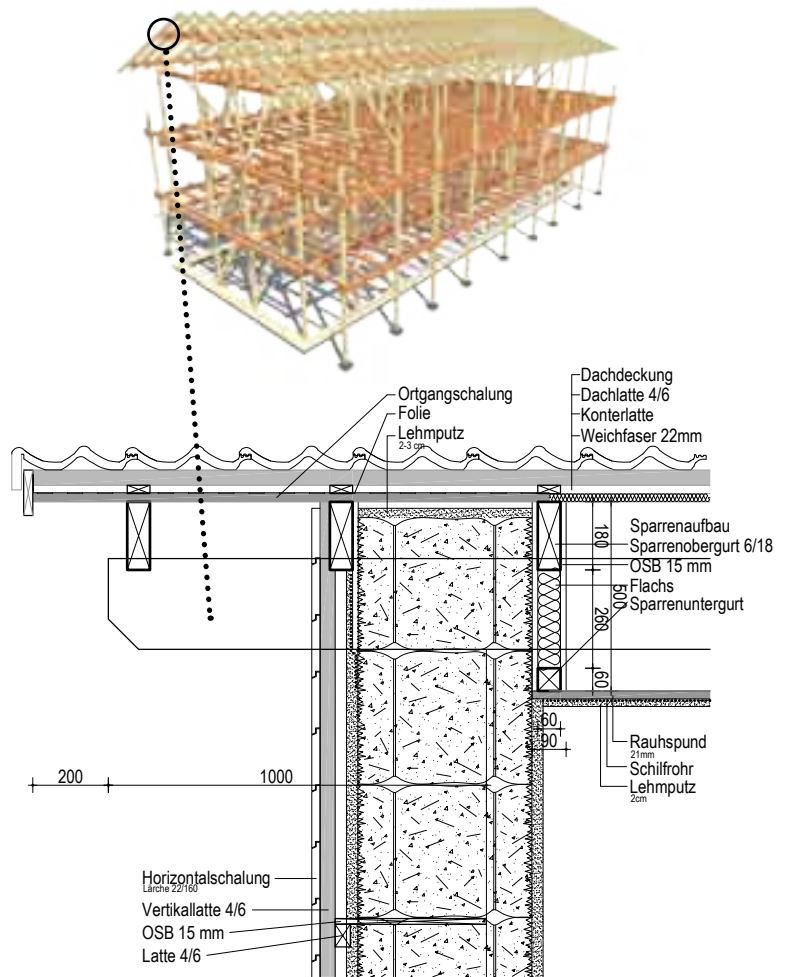 Ortgangschalung
Folie
Lehmputz
2-3 cm
Dachdeckung
Dachlatte 4/6
Konterlatte
Weichfaser 22mm
180
500
260
60
Sparrenaufbau
Sparrenobergurt 6/18
OSB 15 mm
Flachs
Sparrenuntergurt
60
90
Rauhspund
21mm
Schilfrohr
Lehmputz
2cm
200
1000
Horizontalschalung
Lärche 22/160
Vertikallatte 4/6
OSB 15 mm
Latte 4/6